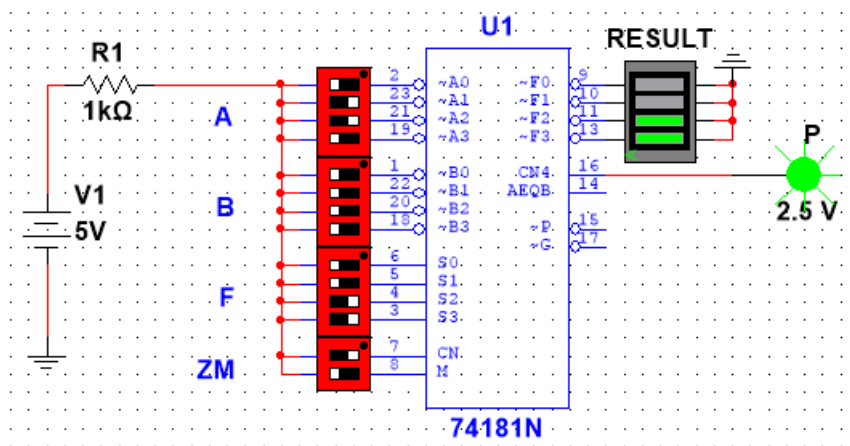 U1
RESULT
R1
1kΩ
A
B
F
ZM
V1
5V
2 ~A0
23 ~A1
21 ~A2
19 ~A3
1 ~B0
22 ~B1
20 ~B2
18 ~B3
6 S0
5 S1
4 S2
3 S3
7 CN
8 M
~F0 9
~F1 10
~F2 11
~F3 13
CN4 16
AEQB 14
~P 15
~G 17
P
2.5 V
74181N